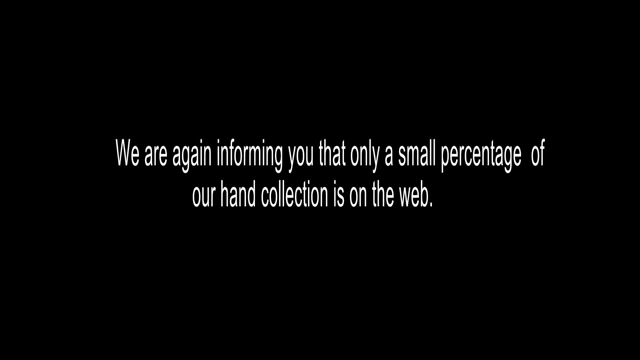 We are again informing you that only a small percentage of
our hand collection is on the web.